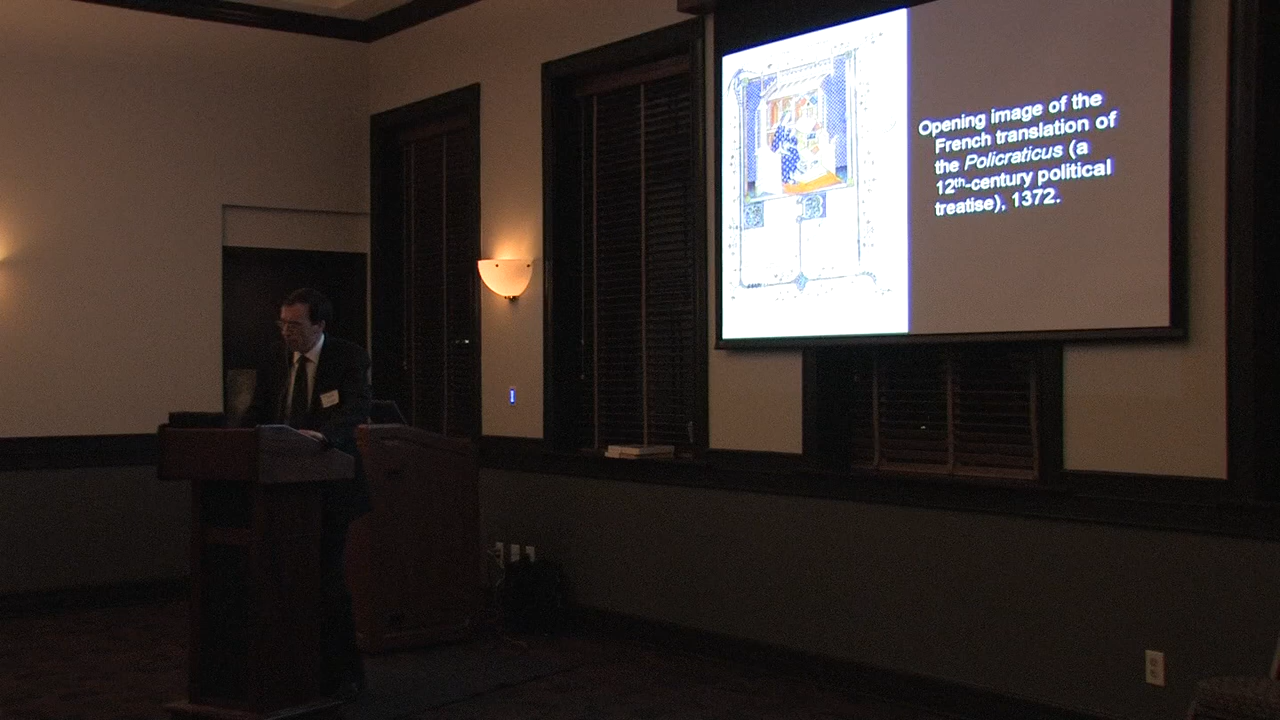 Opening image of the
French translation of
the Policraticus (a
12th-century political
treatise), 1372.